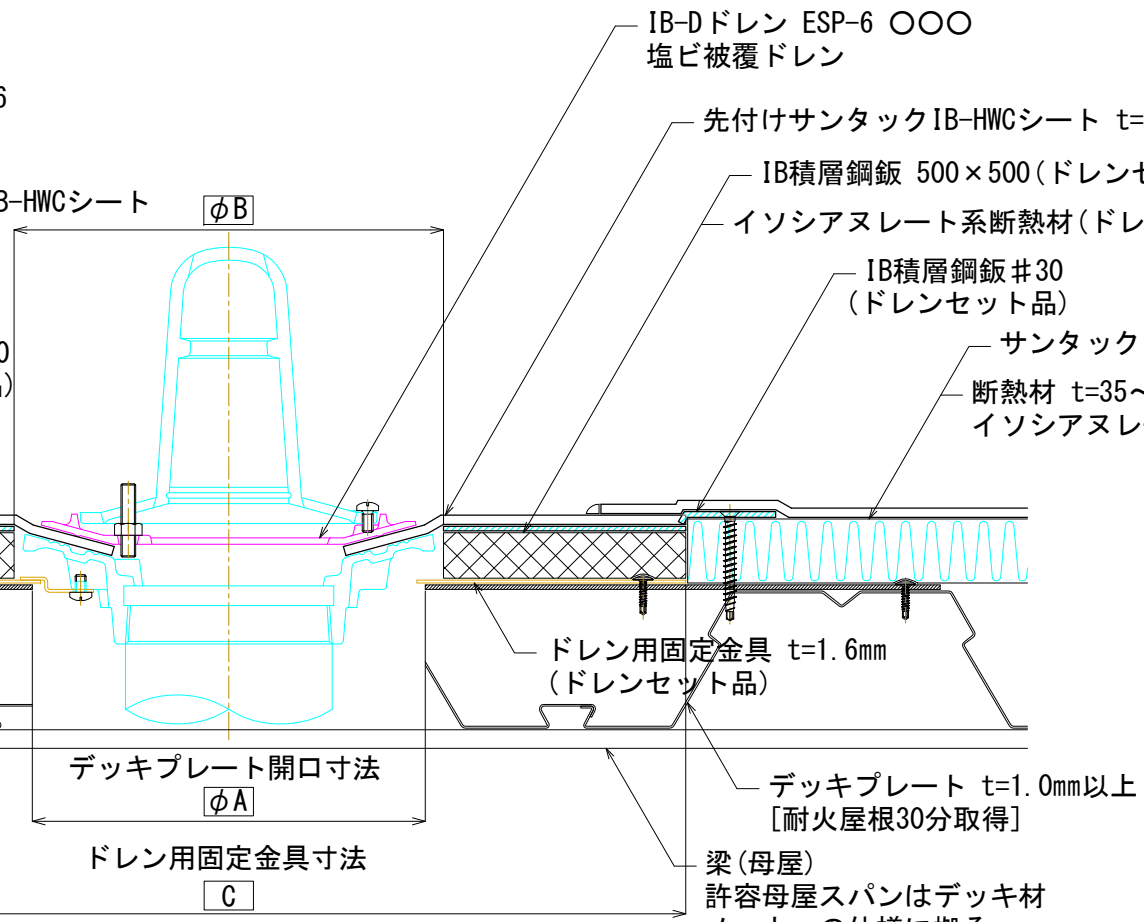 IB-Dドレン ESP-6 ○○○
塩ビ被覆ドレン
6
先付けサンタックIB-HWCシート t=
IB積層鋼鈑 500×500(ドレンセ
B-HWCシート
φB
イソシアヌレート系断熱材(ドレ
IB積層鋼鈑♯30
(ドレンセット品)
サンタック
0
品)
断熱材 t=35～
イソシアヌレ
ドレン用固定金具 t=1.6mm
(ドレンセット品)
デッキプレート開口寸法
φA
デッキプレート t=1.0mm以上
[耐火屋根30分取得]
ドレン用固定金具寸法
C
梁(母屋)
許容母屋スパンはデッキ材